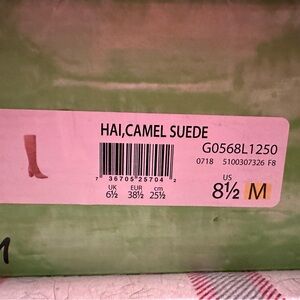 HAI,CAMEL SUEDE
G0568L1250
0718 5100307326 F8
7 36705 25704 2
UK EUR cm
6½ 38½ 25½
US
8½ M